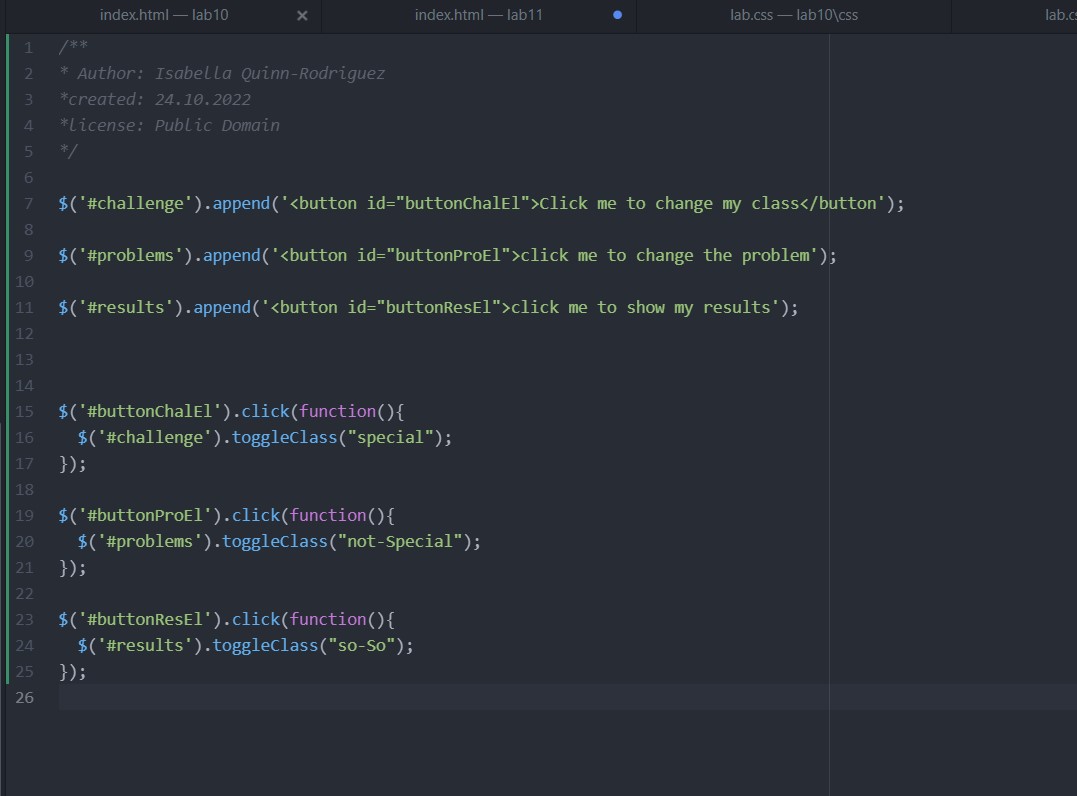 index.html — lab10 × index.html — lab11 lab.css — lab10\css lab.cs
1 /**
2 * Author: Isabella Quinn-Rodriguez
3 *created: 24.10.2022
4 *license: Public Domain
5 */
6
7 $('#challenge').append('<button id="buttonChalEl">Click me to change my class</button');
8
9 $('#problems').append('<button id="buttonProEl">click me to change the problem');
10
11 $('#results').append('<button id="buttonResEl">click me to show my results');
12
13
14
15 $('#buttonChalEl').click(function(){
16 $('#challenge').toggleClass("special");
17 });
18
19 $('#buttonProEl').click(function(){
20 $('#problems').toggleClass("not-Special");
21 });
22
23 $('#buttonResEl').click(function(){
24 $('#results').toggleClass("so-So");
25 });
26